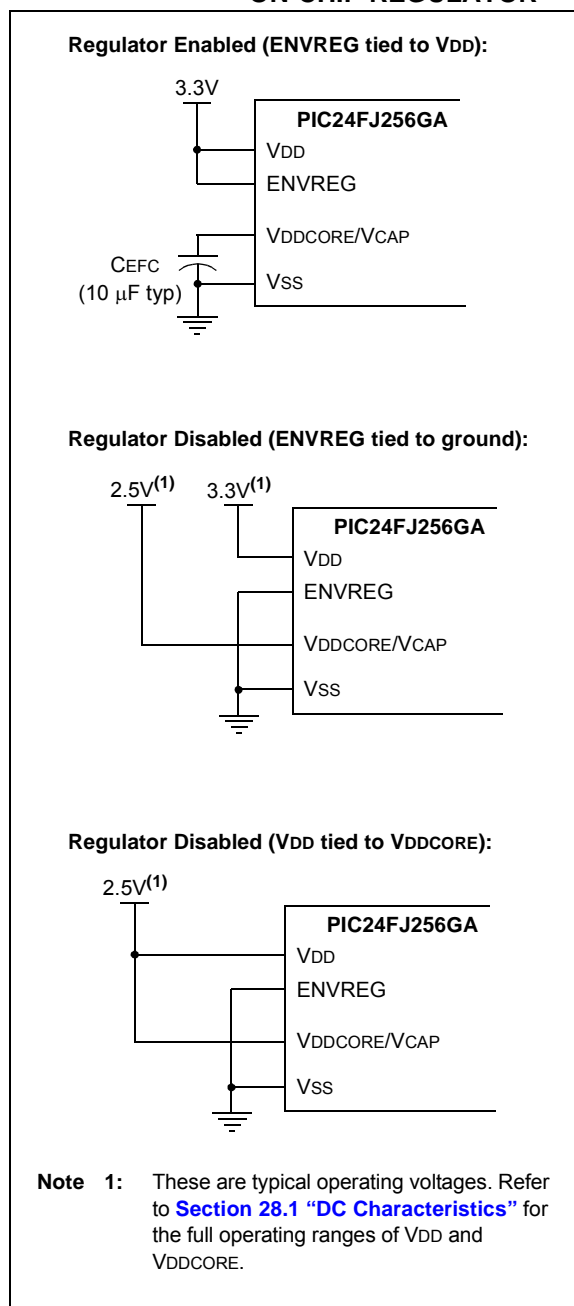 ON-CHIP REGULATOR
Regulator Enabled (ENVREG tied to VDD):
3.3V
PIC24FJ256GA
VDD
ENVREG
VDDCORE/VCAP
CEFC
(10 μF typ)
VSS
Regulator Disabled (ENVREG tied to ground):
2.5V(1) 3.3V(1)
PIC24FJ256GA
VDD
ENVREG
VDDCORE/VCAP
VSS
Regulator Disabled (VDD tied to VDDCORE):
2.5V(1)
PIC24FJ256GA
VDD
ENVREG
VDDCORE/VCAP
VSS
Note 1: These are typical operating voltages. Refer
to Section 28.1 “DC Characteristics” for
the full operating ranges of VDD and
VDDCORE.